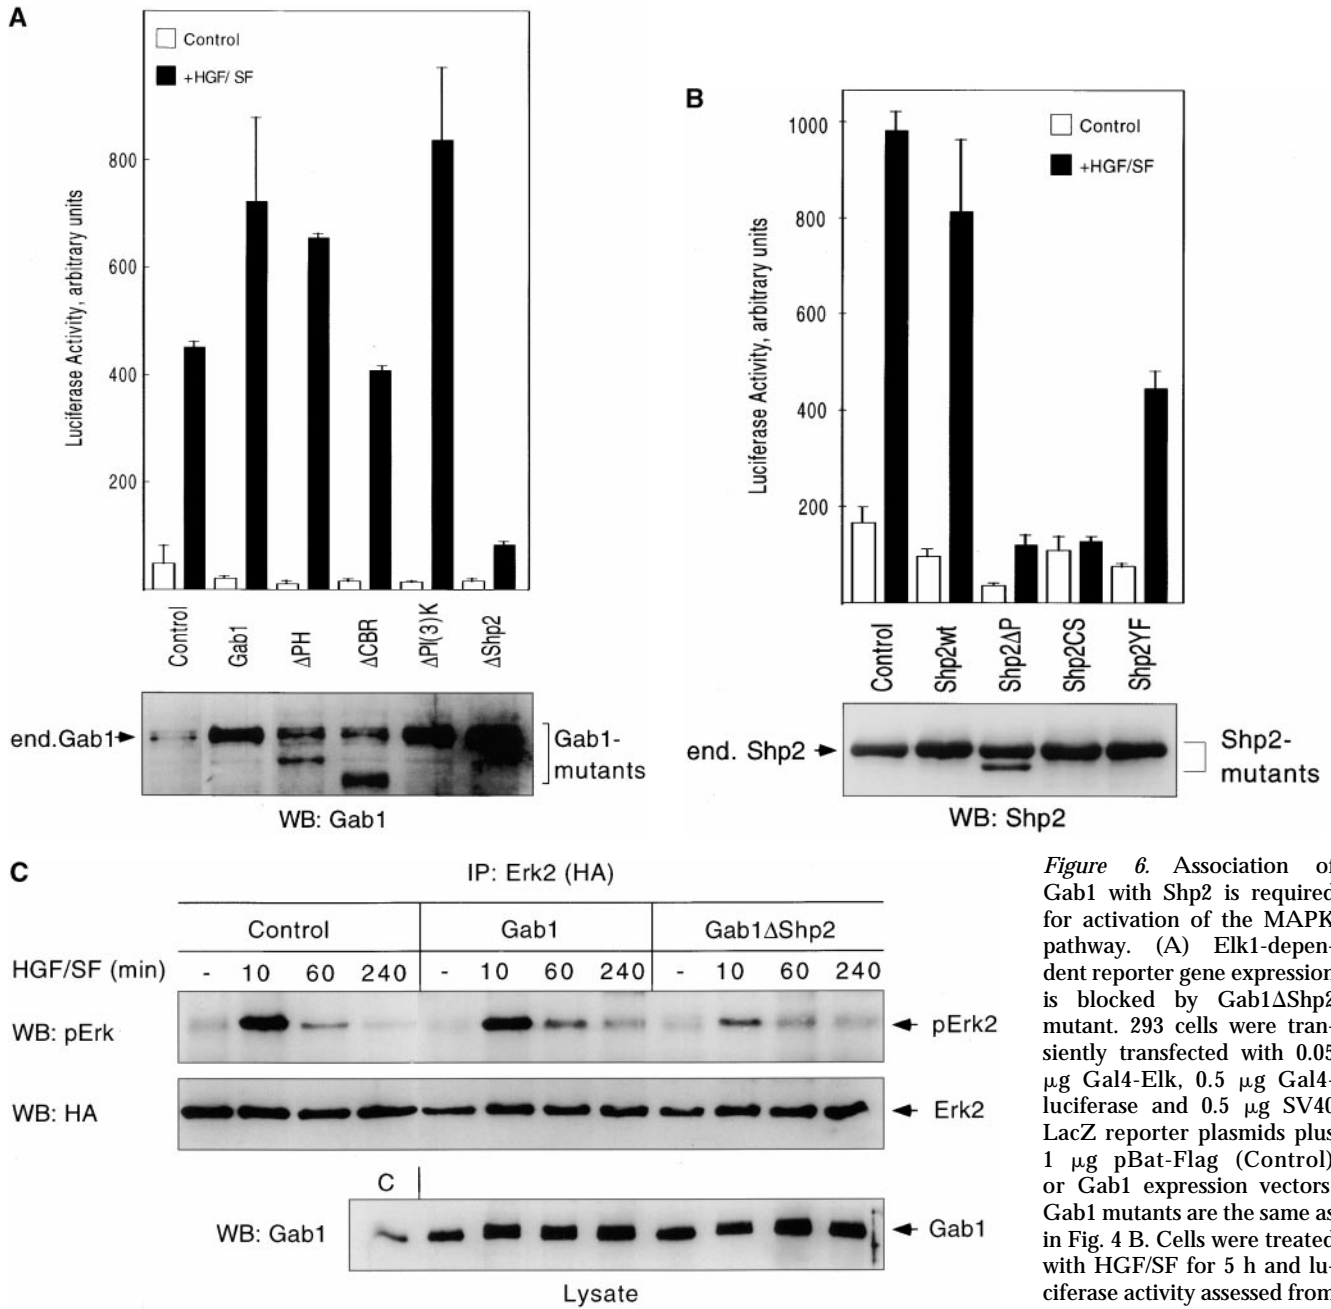 A
Control
+HGF/ SF
Luciferase Activity, arbitrary units
800
600
400
200
Control
Gab1
ΔPH
ΔCBR
ΔPI(3)K
ΔShp2
end.Gab1
Gab1-
mutants
WB: Gab1
B
Control
+HGF/SF
Luciferase Activity, arbitrary units
1000
800
600
400
200
Control
Shp2wt
Shp2ΔP
Shp2CS
Shp2YF
end. Shp2
Shp2-
mutants
WB: Shp2
C
IP: Erk2 (HA)
Control Gab1 Gab1ΔShp2
HGF/SF (min) - 10 60 240 - 10 60 240 - 10 60 240
WB: pErk pErk2
WB: HA Erk2
C
WB: Gab1 Gab1
Lysate
Figure 6. Association of
Gab1 with Shp2 is required
for activation of the MAPK
pathway. (A) Elk1-depen-
dent reporter gene expression
is blocked by Gab1ΔShp2
mutant. 293 cells were tran-
siently transfected with 0.05
μg Gal4-Elk, 0.5 μg Gal4-
luciferase and 0.5 μg SV40
LacZ reporter plasmids plus
1 μg pBat-Flag (Control)
or Gab1 expression vectors
Gab1 mutants are the same as
in Fig. 4 B. Cells were treated
with HGF/SF for 5 h and lu-
ciferase activity assessed from